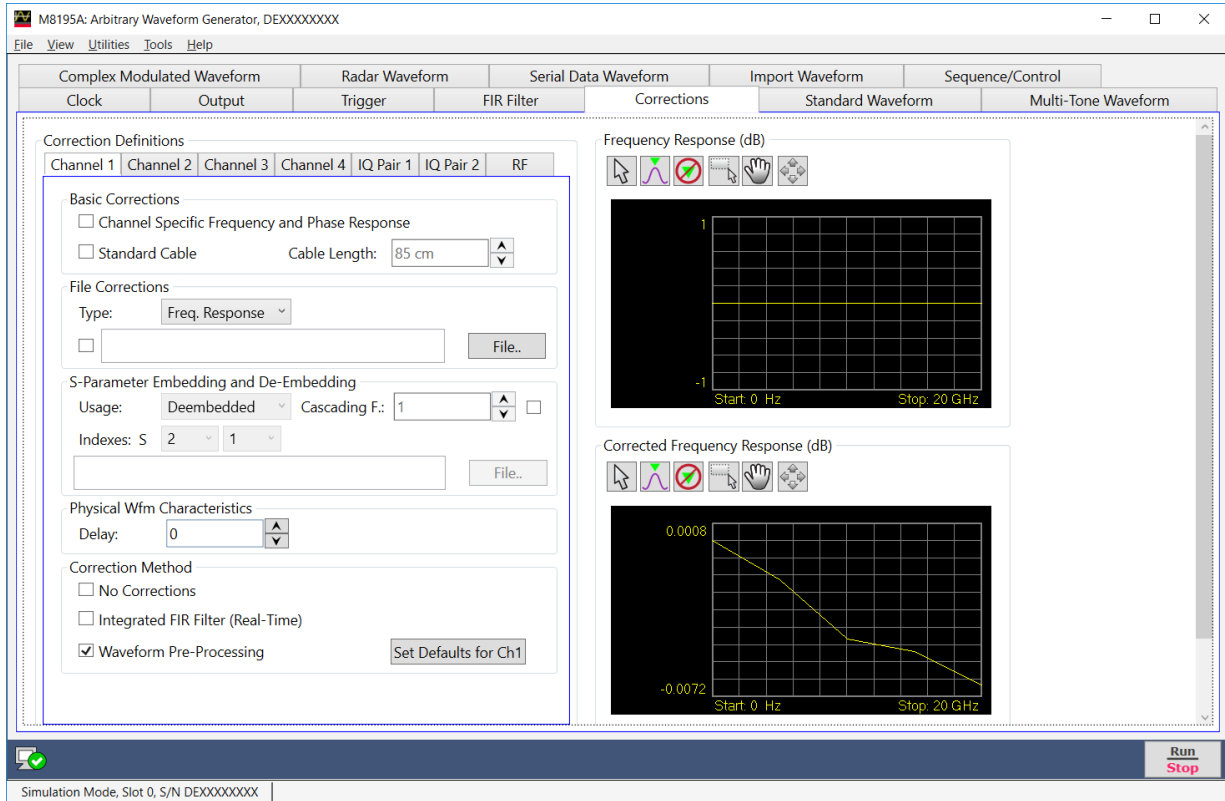 M8195A: Arbitrary Waveform Generator, DEXXXXXXXX
File View Utilities Tools Help
Complex Modulated Waveform Radar Waveform Serial Data Waveform Import Waveform Sequence/Control
Clock Output Trigger FIR Filter Corrections Standard Waveform Multi-Tone Waveform
Correction Definitions
Channel 1 Channel 2 Channel 3 Channel 4 IQ Pair 1 IQ Pair 2 RF
Basic Corrections
Channel Specific Frequency and Phase Response
Standard Cable Cable Length: 85 cm
File Corrections
Type: Freq. Response
File..
S-Parameter Embedding and De-Embedding
Usage: Deembedded Cascading F.: 1
Indexes: S 2 1
File..
Physical Wfm Characteristics
Delay: 0
Correction Method
No Corrections
Integrated FIR Filter (Real-Time)
Waveform Pre-Processing Set Defaults for Ch1
Frequency Response (dB)
1
-1
Start: 0 Hz Stop: 20 GHz
Corrected Frequency Response (dB)
0.0008
-0.0072
Start: 0 Hz Stop: 20 GHz
Run
Stop
Simulation Mode, Slot 0, S/N DEXXXXXXXX